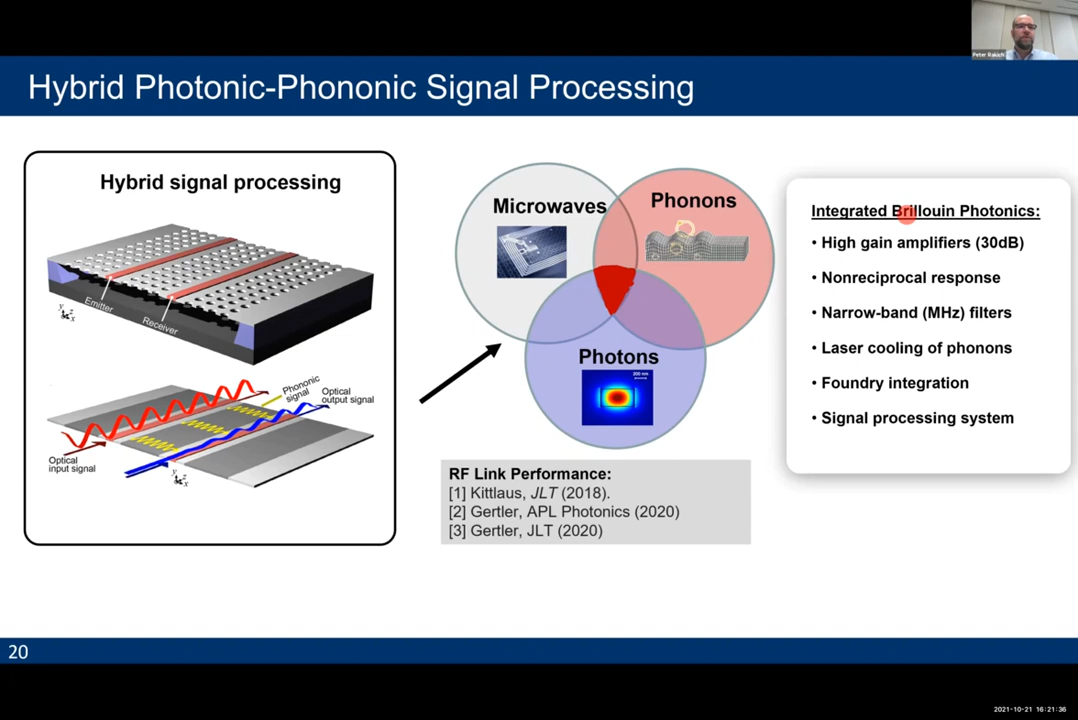 Peter Rakich
Hybrid Photonic-Phononic Signal Processing
Hybrid signal processing
Emitter
Receiver
y
z
x
Phononic
signal
Optical
output signal
Optical
input signal
y
z
x
Microwaves
Phonons
Photons
200 nm
RF Link Performance:
[1] Kittlaus, JLT (2018).
[2] Gertler, APL Photonics (2020)
[3] Gertler, JLT (2020)
Integrated Brillouin Photonics:
• High gain amplifiers (30dB)
• Nonreciprocal response
• Narrow-band (MHz) filters
• Laser cooling of phonons
• Foundry integration
• Signal processing system
20
2021-10-21 16:21:36